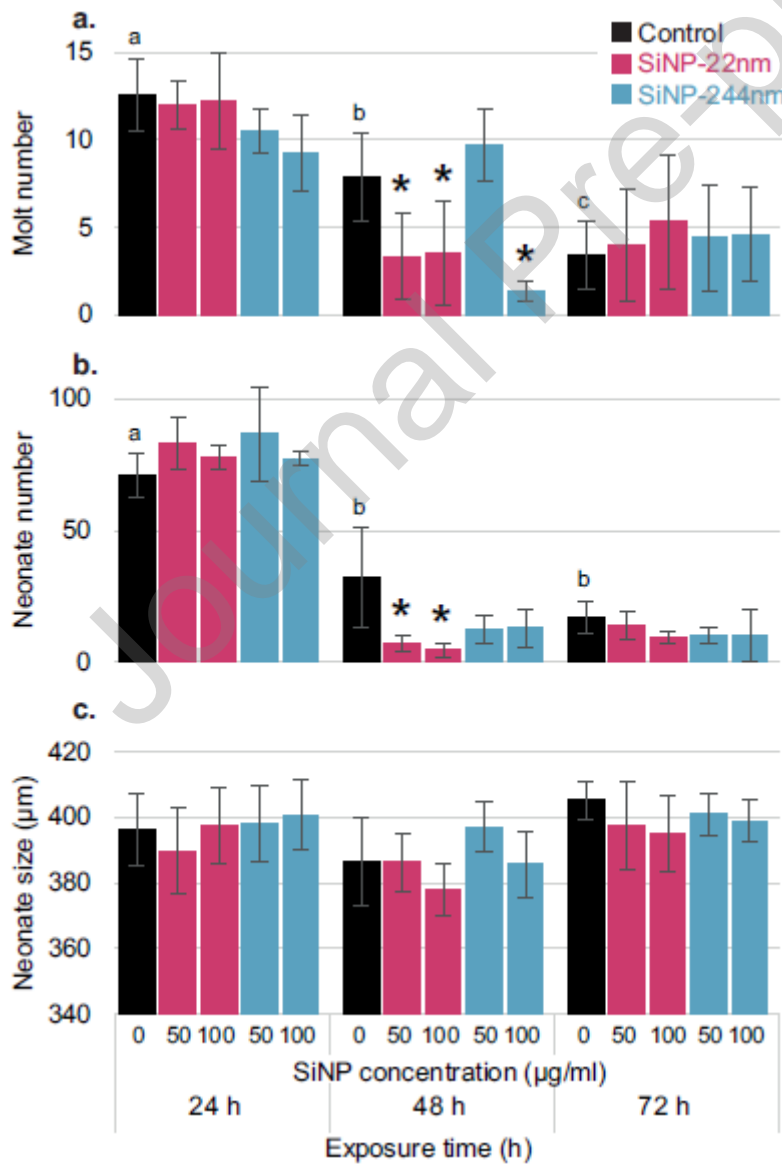 a.
Control
SiNP-22nm
SiNP-244nm
Molt number
15
10
5
0
a
b
*
*
*
c
b.
Neonate number
100
50
0
a
b
*
*
b
c.
Neonate size (µm)
420
400
380
360
340
0 50 100 50 100 0 50 100 50 100 0 50 100 50 100
SiNP concentration (µg/ml)
24 h 48 h 72 h
Exposure time (h)
Journal Pre-p